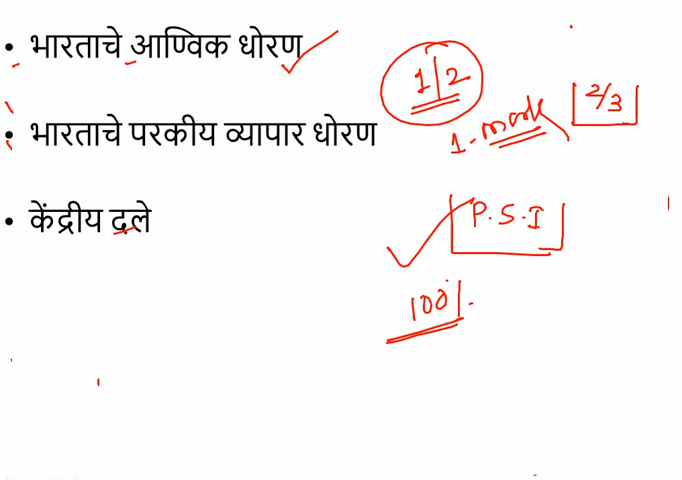 • भारताचे आण्विक धोरण
1/2
2/3
1-mark
• भारताचे परकीय व्यापार धोरण
• केंद्रीय दले
P.S.I
100%.